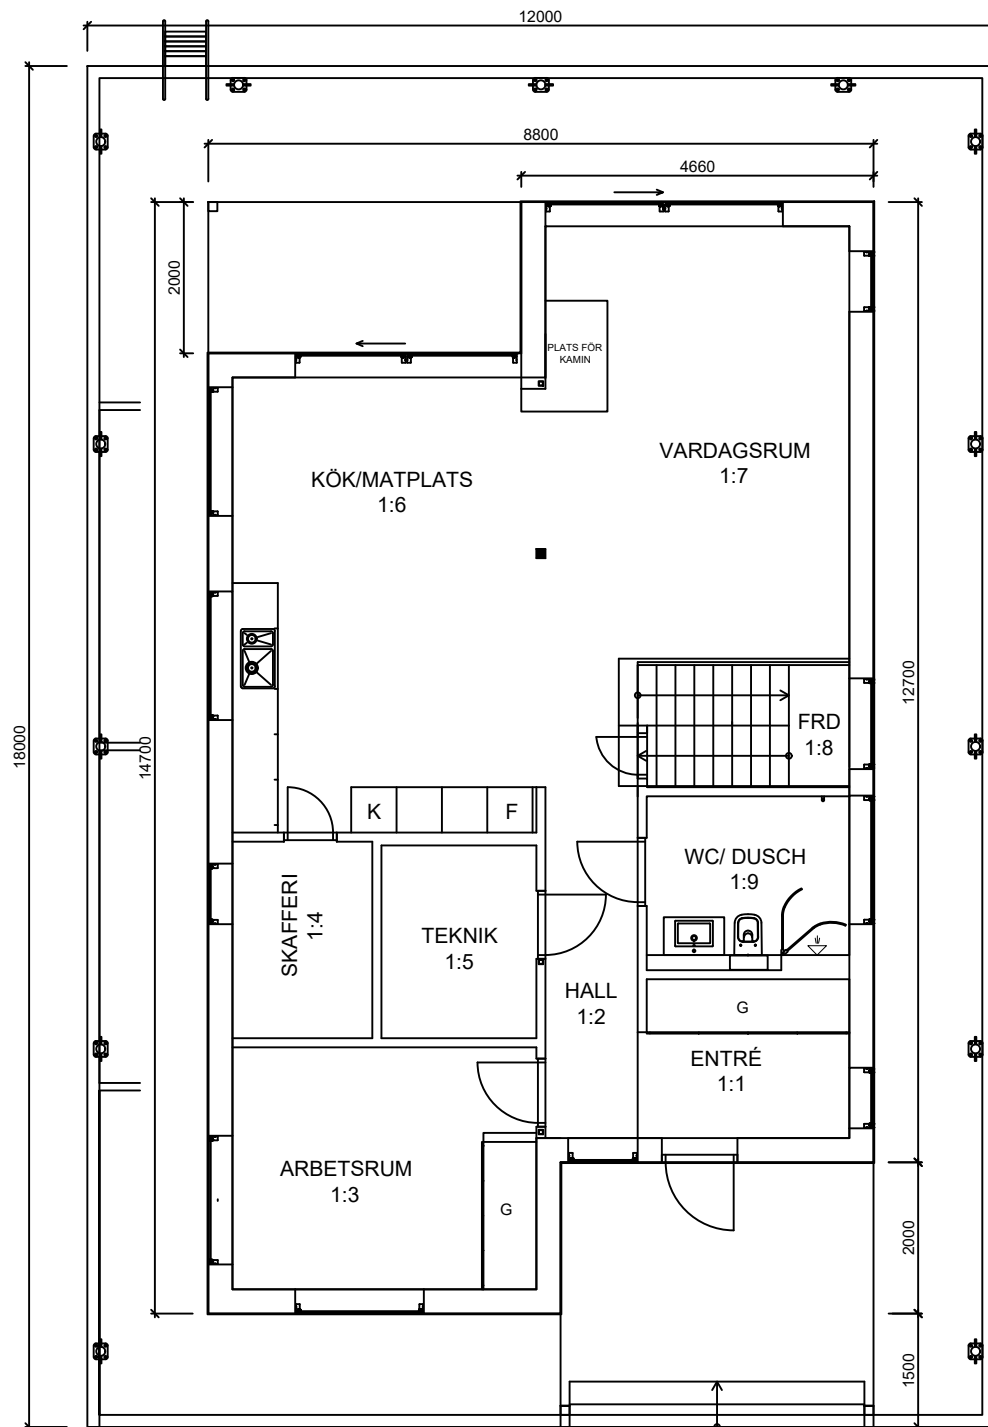 12000
8800
4660
2000
PLATS FÖR
KAMIN
VARDAGSRUM
1:7
KÖK/MATPLATS
1:6
12700
18000
14700
FRD
1:8
K
F
WC/ DUSCH
1:9
SKAFFERI
1:4
TEKNIK
1:5
HALL
1:2
G
ENTRÉ
1:1
ARBETSRUM
1:3
G
2000
1500